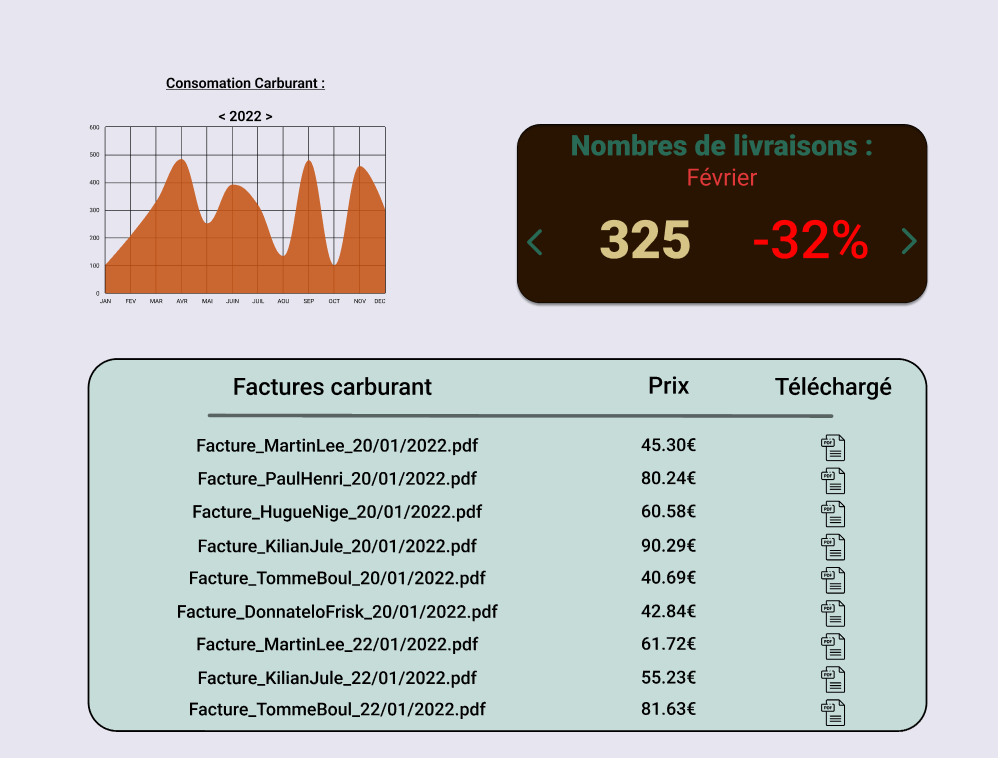 Consomation Carburant :
< 2022 >
600
500
400
300
200
100
0
JAN FEV MAR AVR MAI JUIN JUIL AOU SEP OCT NOV DEC
Nombres de livraisons :
Février
325 -32%
Factures carburant Prix Téléchargé
Facture_MartinLee_20/01/2022.pdf 45.30€ PDF
Facture_PaulHenri_20/01/2022.pdf 80.24€ PDF
Facture_HugueNige_20/01/2022.pdf 60.58€ PDF
Facture_KilianJule_20/01/2022.pdf 90.29€ PDF
Facture_TommeBoul_20/01/2022.pdf 40.69€ PDF
Facture_DonnateloFrisk_20/01/2022.pdf 42.84€ PDF
Facture_MartinLee_22/01/2022.pdf 61.72€ PDF
Facture_KilianJule_22/01/2022.pdf 55.23€ PDF
Facture_TommeBoul_22/01/2022.pdf 81.63€ PDF